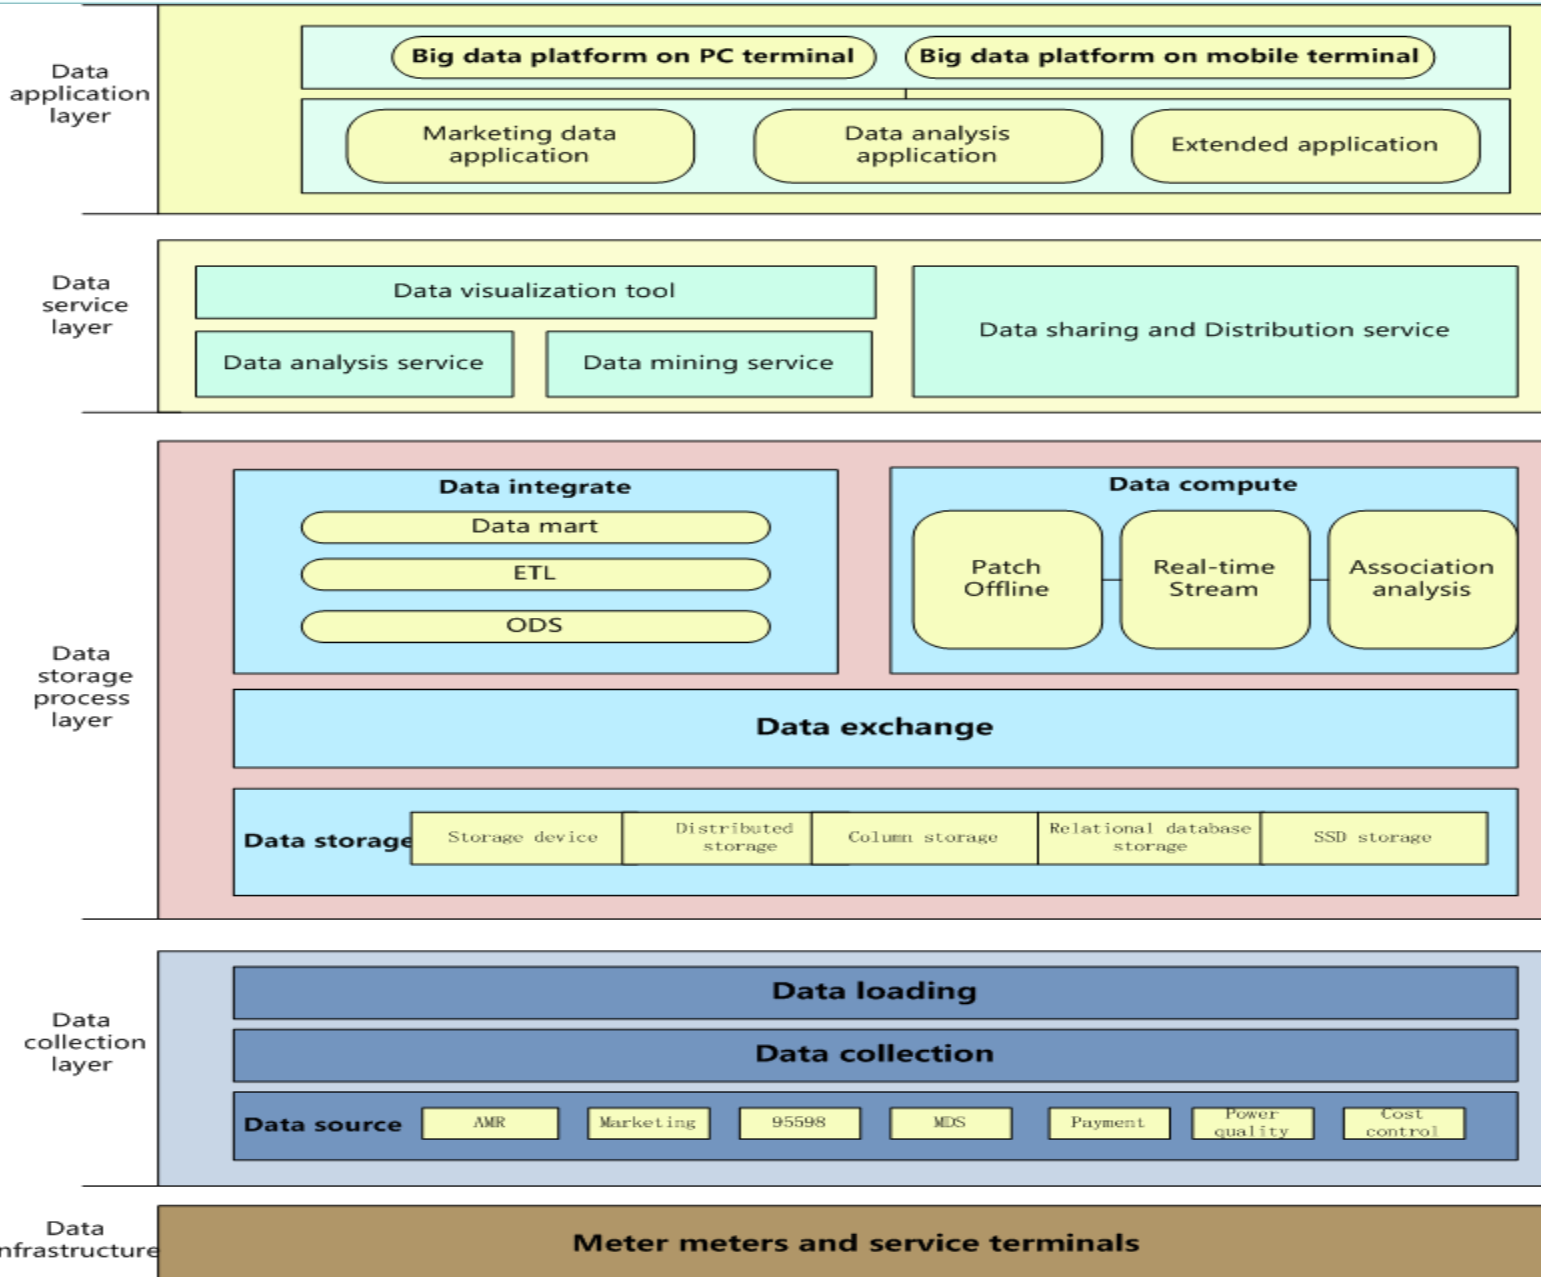 Data
application
layer
Big data platform on PC terminal
Big data platform on mobile terminal
Marketing data
application
Data analysis
application
Extended application
Data
service
layer
Data visualization tool
Data analysis service
Data mining service
Data sharing and Distribution service
Data
storage
process
layer
Data integrate
Data mart
ETL
ODS
Data compute
Patch
Offline
Real-time
Stream
Association
analysis
Data exchange
Data storage
Storage device
Distributed
storage
Column storage
Relational database
storage
SSD storage
Data
collection
layer
Data loading
Data collection
Data source
AMR
Marketing
95598
MDS
Payment
Power
quality
Cost
control
Data
nfrastructure
Meter meters and service terminals